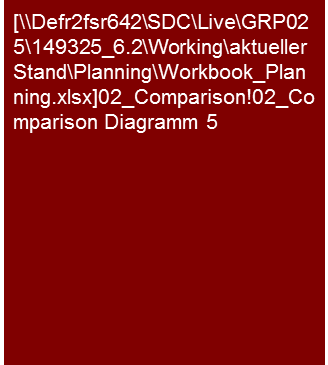 [\\Defr2fsr642\SDC\Live\GRP02
5\149325_6.2\Working\aktueller
Stand\Planning\Workbook_Plan
ning.xlsx]02_Comparison!02_Co
mparison Diagramm 5